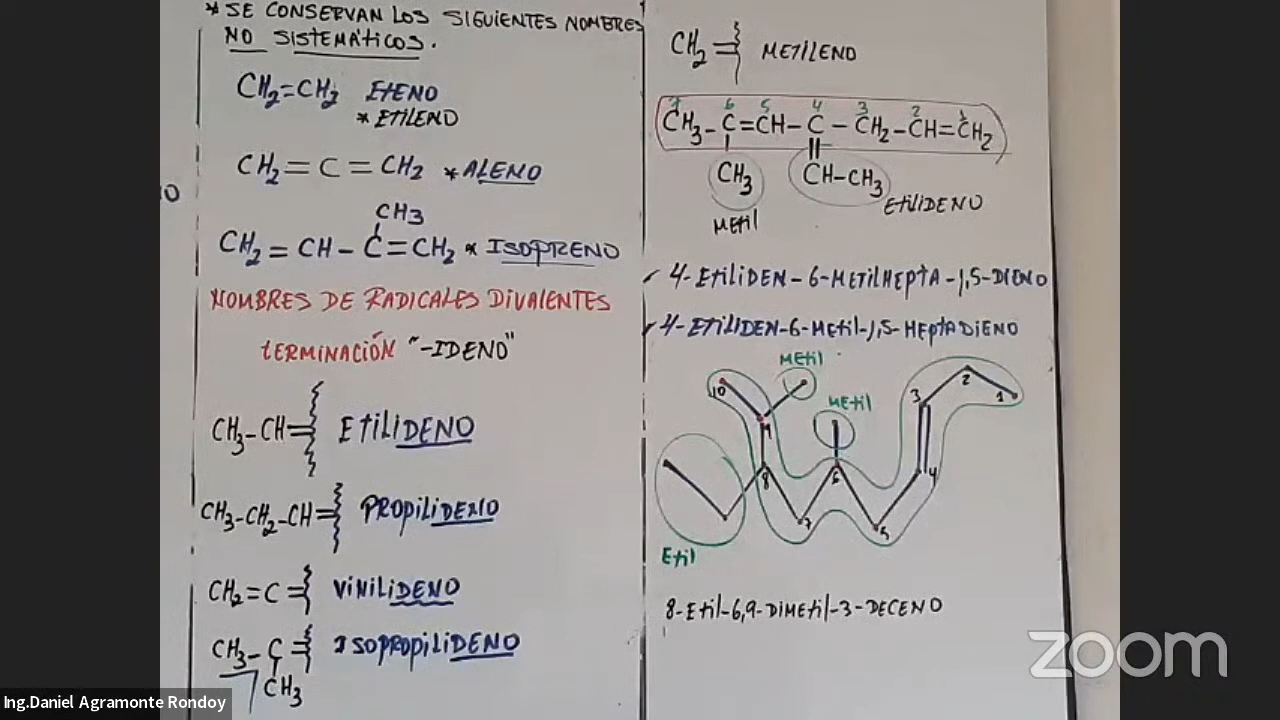 * SE CONSERVAN LOS SIGUIENTES NOMBRES
NO SISTEMÁTICOS.
CH2=CH2 ETENO
* ETILENO
CH2=C=CH2 * ALENO
CH3
CH2=CH-C=CH2 * ISOPRENO
NOMBRES DE RADICALES DIVALENTES
TERMINACIÓN "-IDENO"
CH3-CH= ETILIDENO
CH3-CH2-CH= PROPILIDENO
CH2=C= VINILIDENO
CH3-C= ISOPROPILIDENO
CH3
CH2= METILENO
7 6 5 4 3 2 1
CH3-C=CH-C-CH2-CH=CH2
CH3 CH-CH3
METIL ETILIDENO
4-ETILIDEN-6-METILHEPTA-1,5-DIENO
4-ETILIDEN-6-METIL-1,5-HEPTADIENO
METIL
METIL
10 9 8 7 6 5 4 3 2 1
ETIL
8-ETIL-6,9-DIMETIL-3-DECENO
zoom
Ing.Daniel Agramonte Rondoy